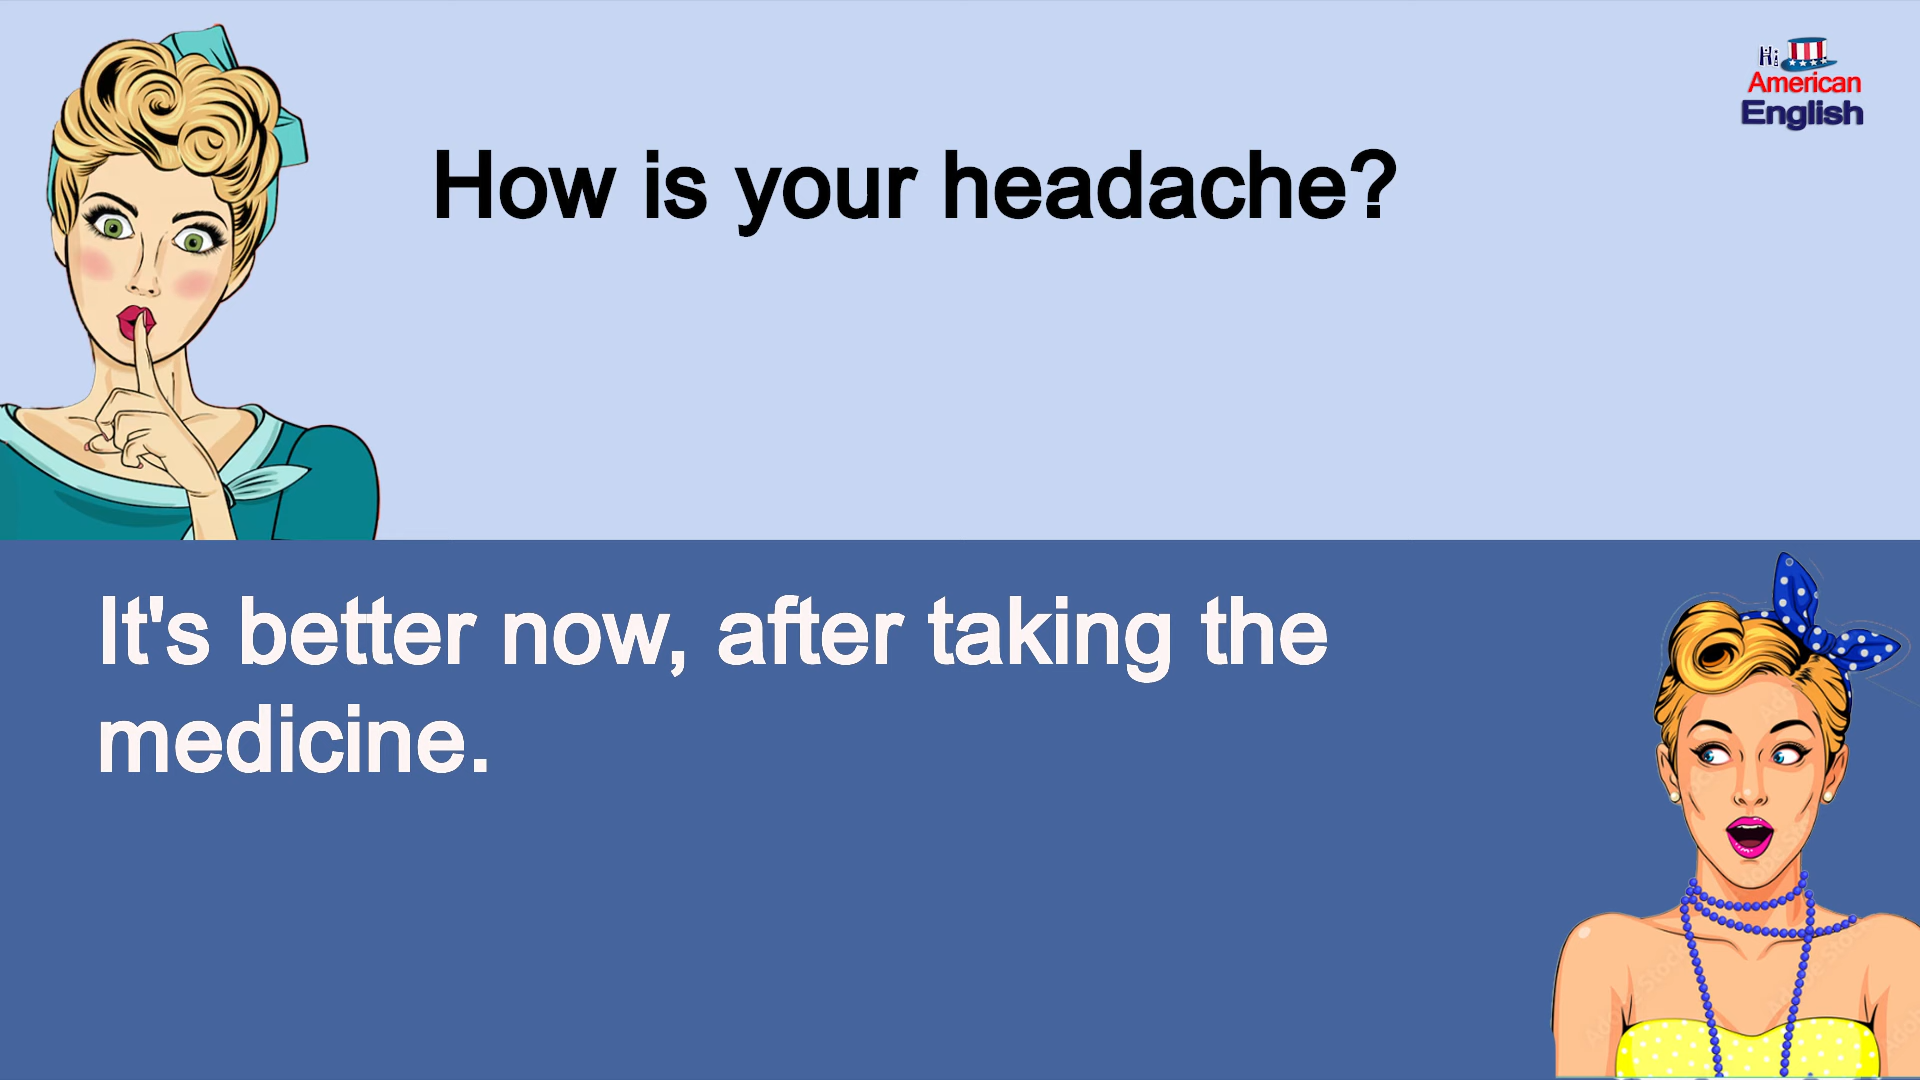 Hi
American
English
How is your headache?
It's better now, after taking the
medicine.